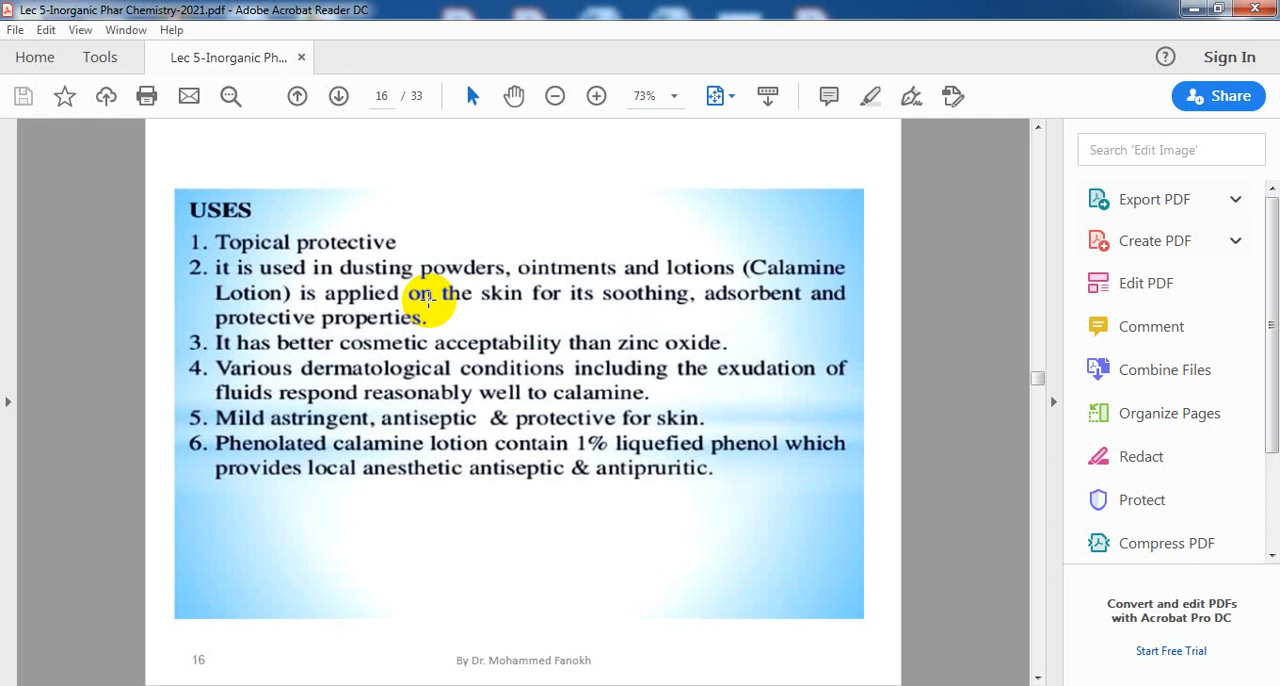 Lec 5-Inorganic Phar Chemistry-2021.pdf - Adobe Acrobat Reader DC
File Edit View Window Help
Home Tools Lec 5-Inorganic Ph... ×
? Sign In
16 / 33 73% Share
Search 'Edit Image'
Export PDF
Create PDF
Edit PDF
Comment
Combine Files
Organize Pages
Redact
Protect
Compress PDF
Convert and edit PDFs
with Acrobat Pro DC
Start Free Trial
USES
1. Topical protective
2. it is used in dusting powders, ointments and lotions (Calamine
Lotion) is applied on the skin for its soothing, adsorbent and
protective properties.
3. It has better cosmetic acceptability than zinc oxide.
4. Various dermatological conditions including the exudation of
fluids respond reasonably well to calamine.
5. Mild astringent, antiseptic & protective for skin.
6. Phenolated calamine lotion contain 1% liquefied phenol which
provides local anesthetic antiseptic & antipruritic.
16 By Dr. Mohammed Fanokh